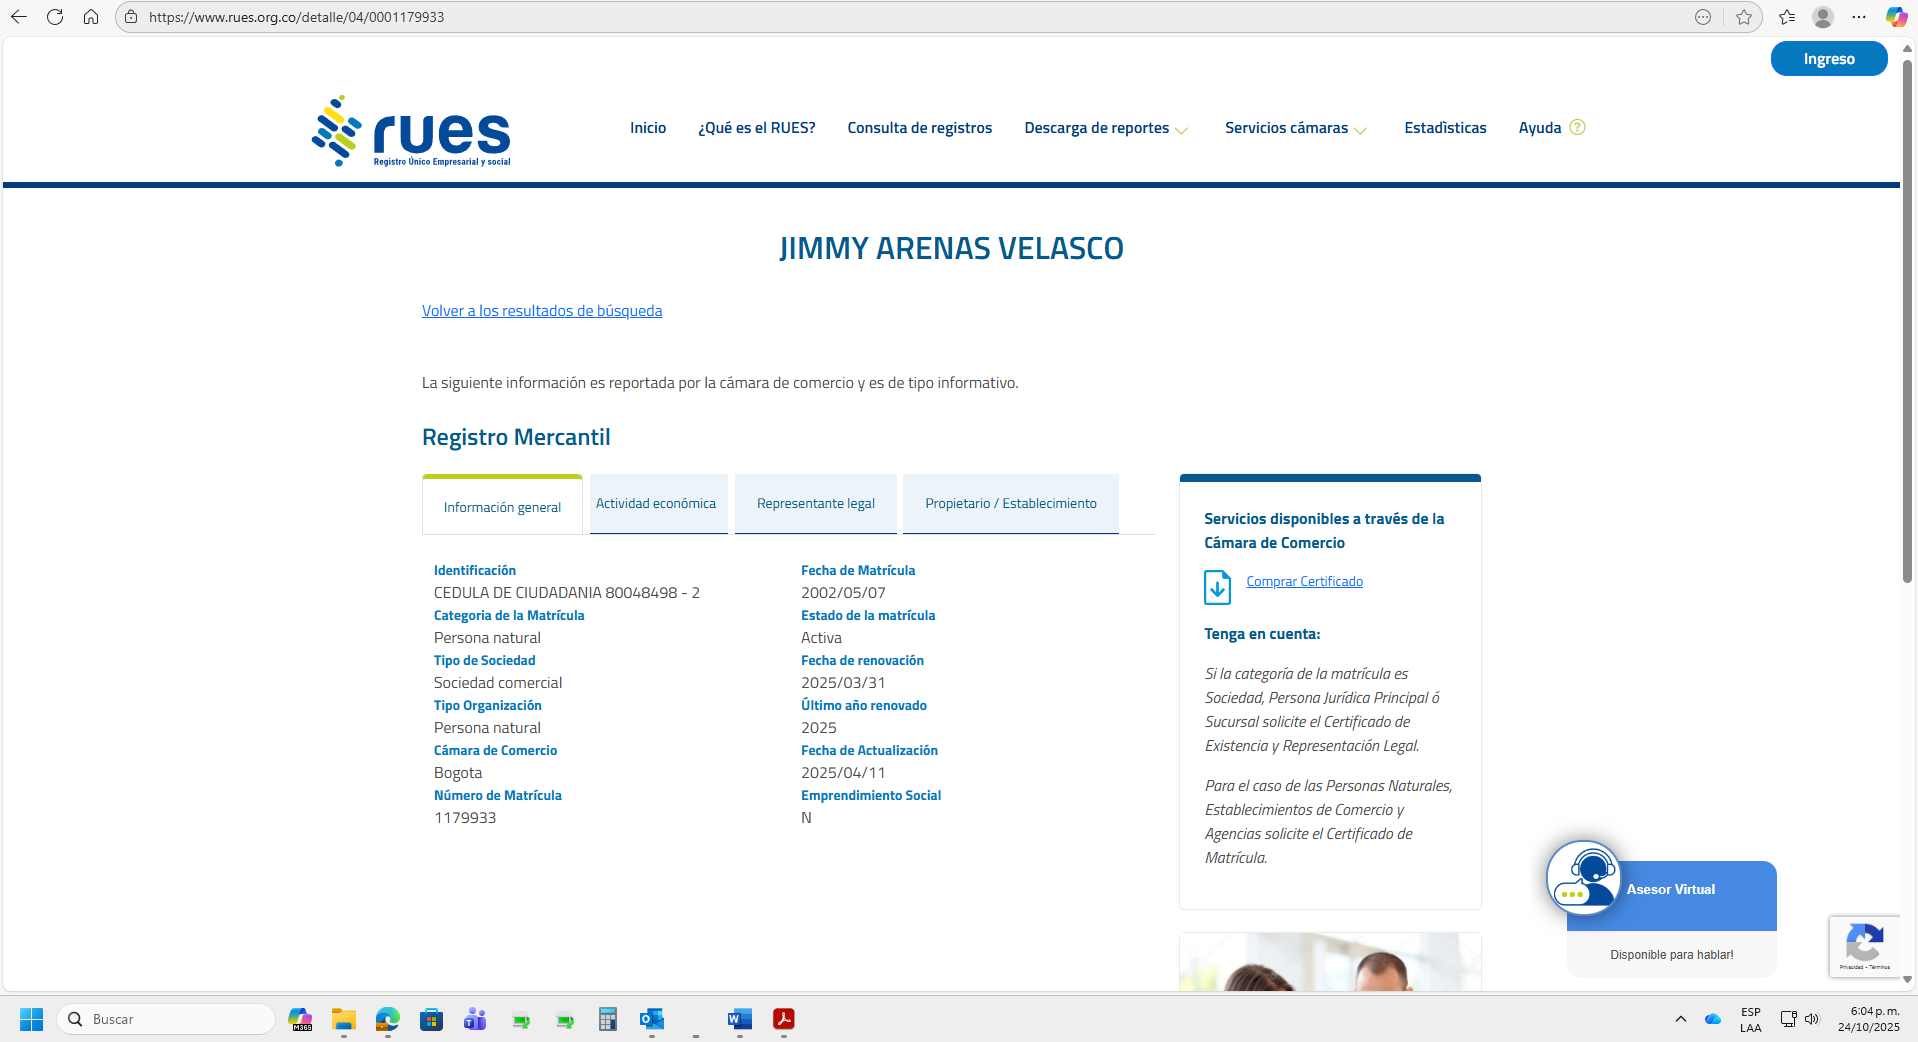 https://www.rues.org.co/detalle/04/0001179933
Ingreso
rues
Registro Único Empresarial y social
Inicio
¿Qué es el RUES?
Consulta de registros
Descarga de reportes
Servicios cámaras
Estadìsticas
Ayuda ?
JIMMY ARENAS VELASCO
Volver a los resultados de búsqueda
La siguiente información es reportada por la cámara de comercio y es de tipo informativo.
Registro Mercantil
Información general
Actividad económica
Representante legal
Propietario / Establecimiento
Identificación
CEDULA DE CIUDADANIA 80048498 - 2
Categoria de la Matrícula
Persona natural
Tipo de Sociedad
Sociedad comercial
Tipo Organización
Persona natural
Cámara de Comercio
Bogota
Número de Matrícula
1179933
Fecha de Matrícula
2002/05/07
Estado de la matrícula
Activa
Fecha de renovación
2025/03/31
Último año renovado
2025
Fecha de Actualización
2025/04/11
Emprendimiento Social
N
Servicios disponibles a través de la
Cámara de Comercio
Comprar Certificado
Tenga en cuenta:
Si la categoría de la matrícula es
Sociedad, Persona Jurídica Principal ó
Sucursal solicite el Certificado de
Existencia y Representación Legal.
Para el caso de las Personas Naturales,
Establecimientos de Comercio y
Agencias solicite el Certificado de
Matrícula.
Asesor Virtual
Disponible para hablar!
Privacidad - Términos
Buscar
M365
ESP
LAA
6:04 p. m.
24/10/2025